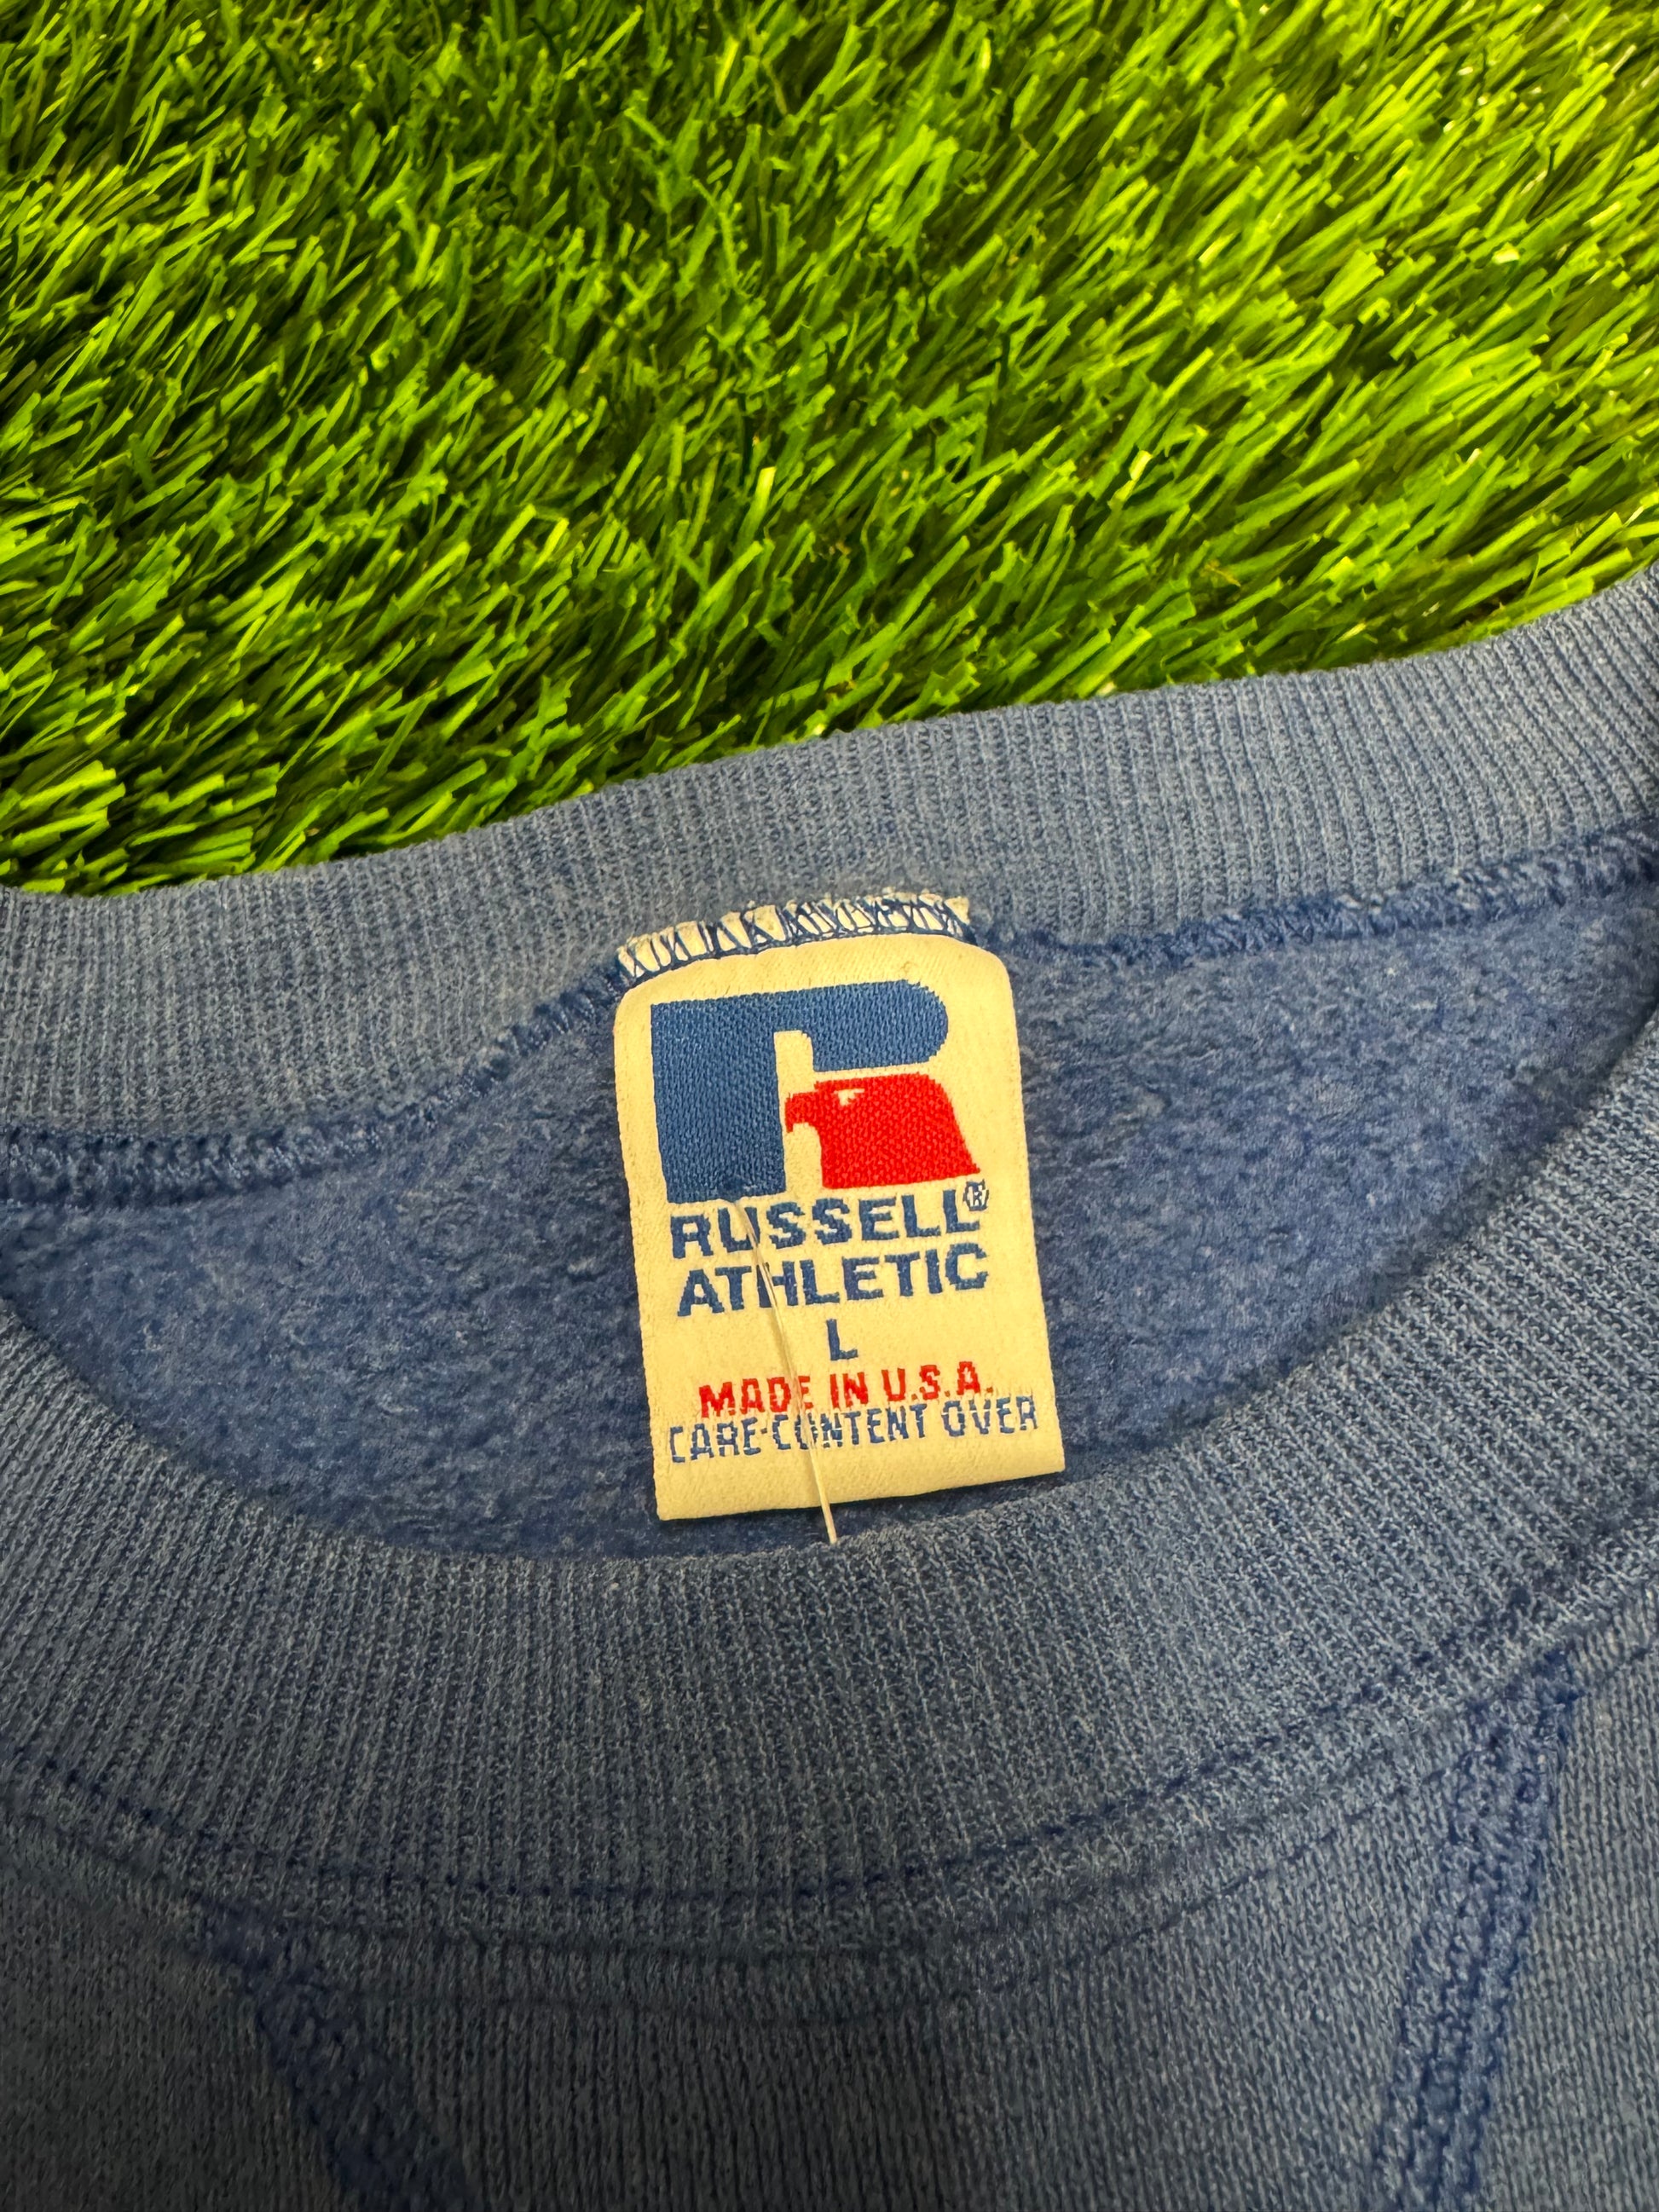 RUSSELL®
ATHLETIC
L
MADE IN U.S.A.
CARE·CONTENT OVER